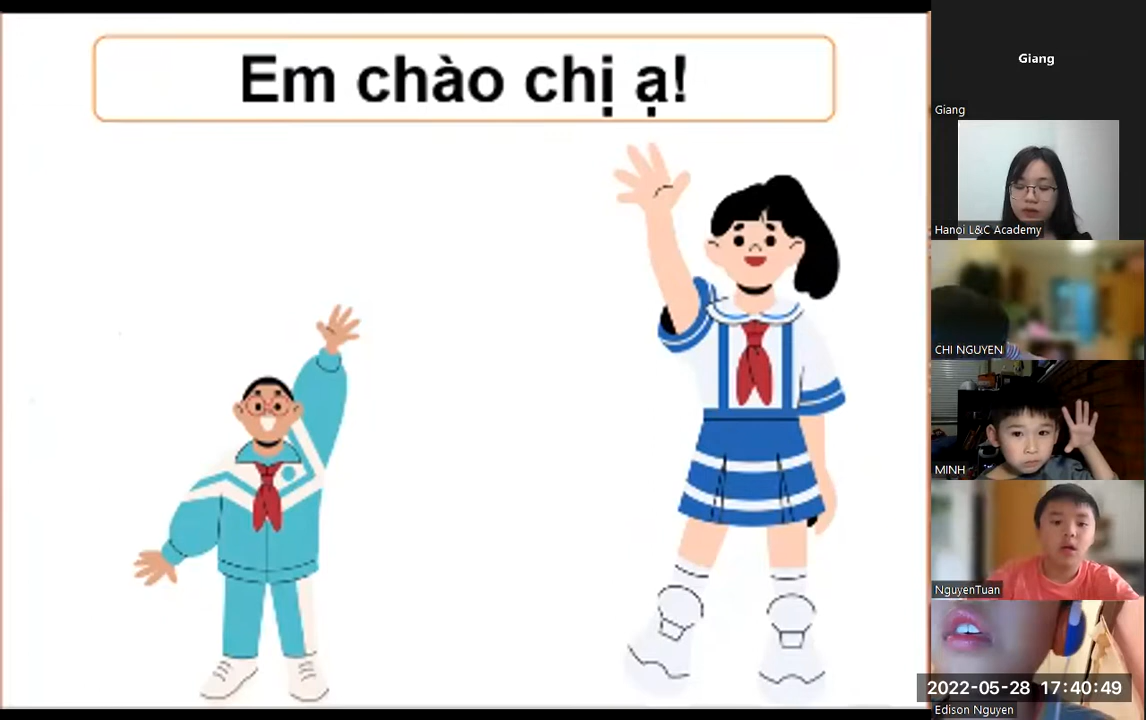 Em chào chị ạ!
Giang
Giang
Hanoi L&C Academy
CHI NGUYEN
MINH
NguyenTuan
2022-05-28 17:40:49
Edison Nguyen